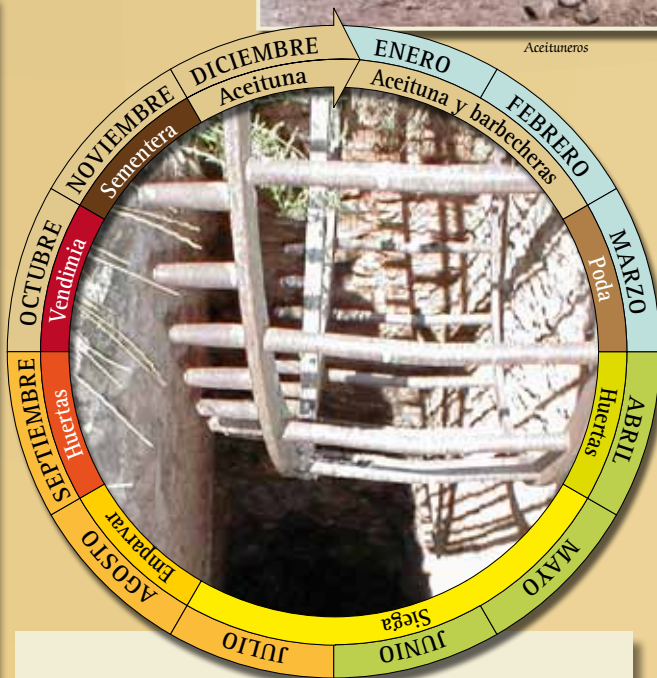 Aceituneros
ENERO
FEBRERO
MARZO
ABRIL
MAYO
JUNIO
JULIO
AGOSTO
SEPTIEMBRE
OCTUBRE
NOVIEMBRE
DICIEMBRE
Aceituna y barbecheras
Poda
Huertas
Siega
Emparvar
Huertas
Vendimia
Sementera
Aceituna